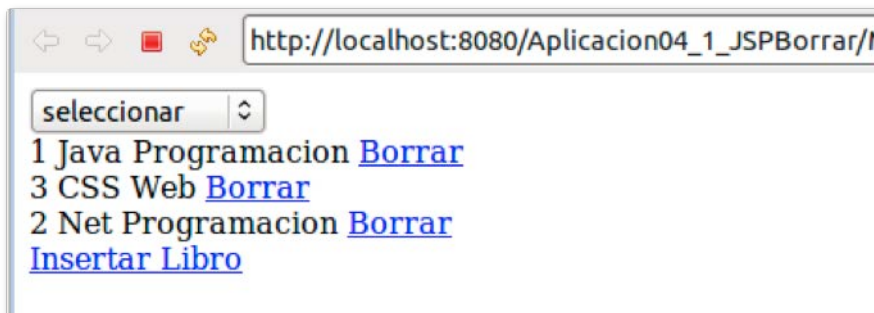 http://localhost:8080/Aplicacion04_1_JSPBorrar/
seleccionar
1 Java Programacion Borrar
3 CSS Web Borrar
2 Net Programacion Borrar
Insertar Libro